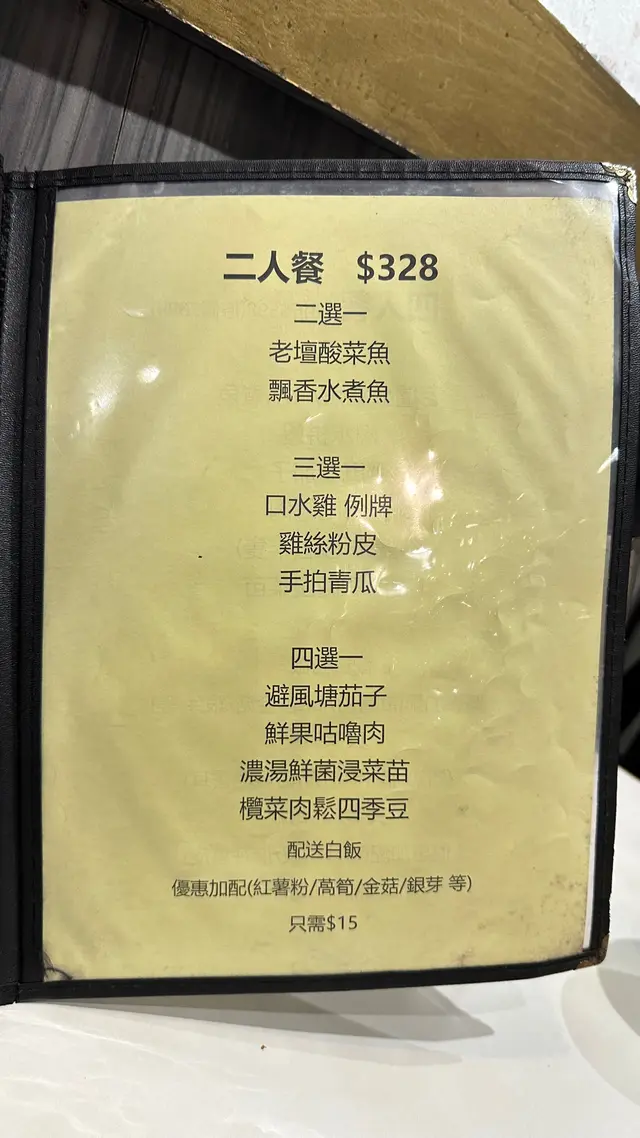 二人餐 $328
二選一
老壇酸菜魚
飄香水煮魚
三選一
口水雞 例牌
雞絲粉皮
手拍青瓜
四選一
避風塘茄子
鮮果咕嚕肉
濃湯鮮菌浸菜苗
欖菜肉鬆四季豆
配送白飯
優惠加配(紅薯粉/萵筍/金菇/銀芽 等)
只需$15